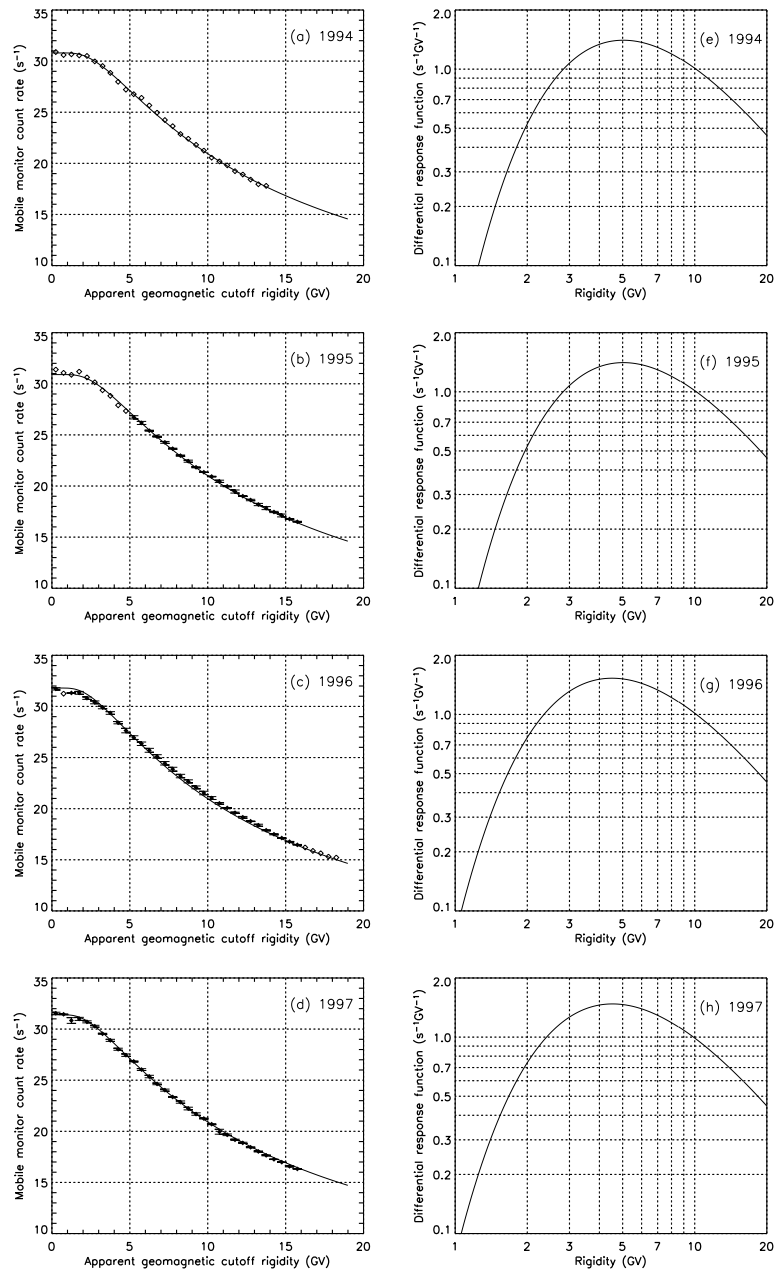 (a) 1994
35
30
25
20
15
10
Mobile monitor count rate (s⁻¹)
0 5 10 15 20
Apparent geomagnetic cutoff rigidity (GV)
(e) 1994
2.0
1.0
0.7
0.5
0.3
0.2
0.1
Differential response function (s⁻¹GV⁻¹)
1 2 3 5 7 10 20
Rigidity (GV)
(b) 1995
35
30
25
20
15
10
Mobile monitor count rate (s⁻¹)
0 5 10 15 20
Apparent geomagnetic cutoff rigidity (GV)
(f) 1995
2.0
1.0
0.7
0.5
0.3
0.2
0.1
Differential response function (s⁻¹GV⁻¹)
1 2 3 5 7 10 20
Rigidity (GV)
(c) 1996
35
30
25
20
15
10
Mobile monitor count rate (s⁻¹)
0 5 10 15 20
Apparent geomagnetic cutoff rigidity (GV)
(g) 1996
2.0
1.0
0.7
0.5
0.3
0.2
0.1
Differential response function (s⁻¹GV⁻¹)
1 2 3 5 7 10 20
Rigidity (GV)
(d) 1997
35
30
25
20
15
10
Mobile monitor count rate (s⁻¹)
0 5 10 15 20
Apparent geomagnetic cutoff rigidity (GV)
(h) 1997
2.0
1.0
0.7
0.5
0.3
0.2
0.1
Differential response function (s⁻¹GV⁻¹)
1 2 3 5 7 10 20
Rigidity (GV)